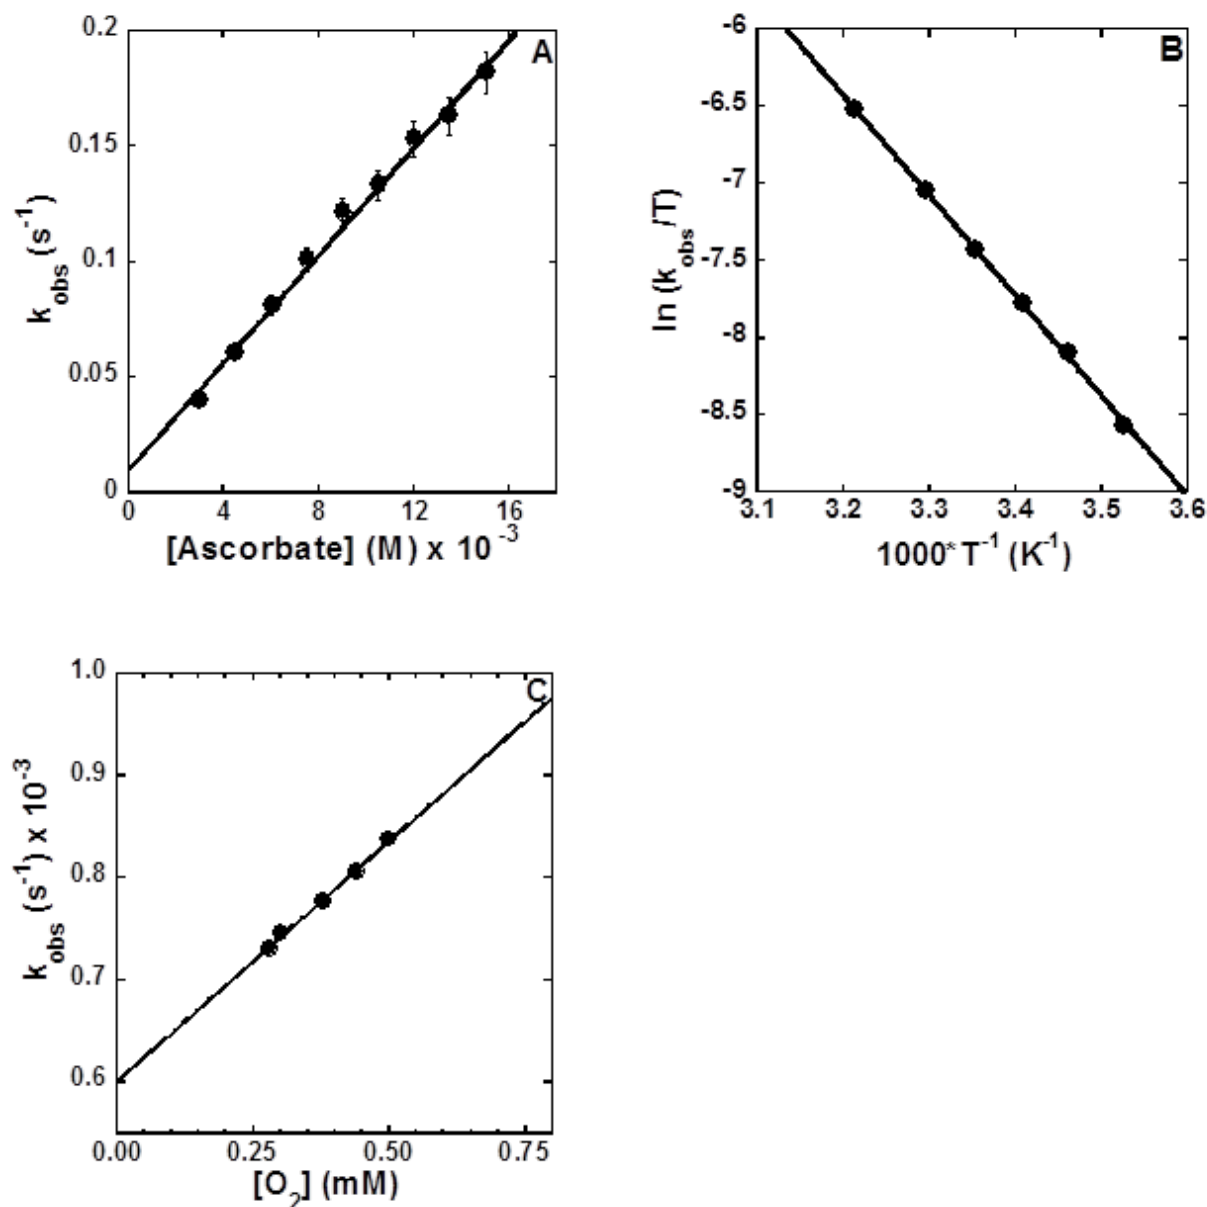 A
0.2
0.15
0.1
0.05
0
k_obs (s^-1)
0 4 8 12 16
[Ascorbate] (M) x 10^-3
B
-6
-6.5
-7
-7.5
-8
-8.5
-9
ln (k_obs/T)
3.1 3.2 3.3 3.4 3.5 3.6
1000*T^-1 (K^-1)
C
1.0
0.9
0.8
0.7
0.6
k_obs (s^-1) x 10^-3
0.00 0.25 0.50 0.75
[O_2] (mM)